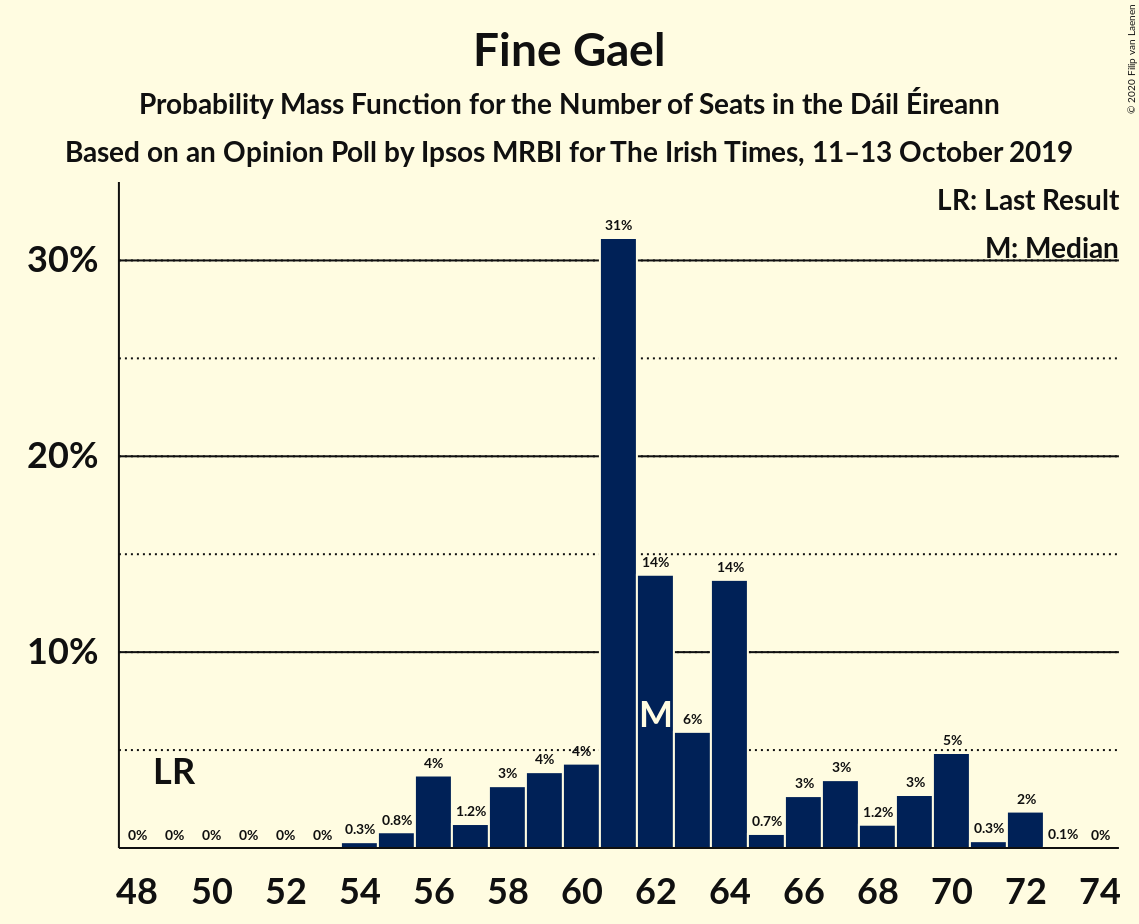 Fine Gael
Probability Mass Function for the Number of Seats in the Dáil Éireann
Based on an Opinion Poll by Ipsos MRBI for The Irish Times, 11–13 October 2019
© 2020 Filip van Laenen
LR: Last Result
M: Median
30%
20%
10%
LR
M
0% 0% 0% 0% 0% 0% 0.3% 0.8% 4% 1.2% 3% 4% 4% 31% 14% 6% 14% 0.7% 3% 3% 1.2% 3% 5% 0.3% 2% 0.1% 0%
48 50 52 54 56 58 60 62 64 66 68 70 72 74